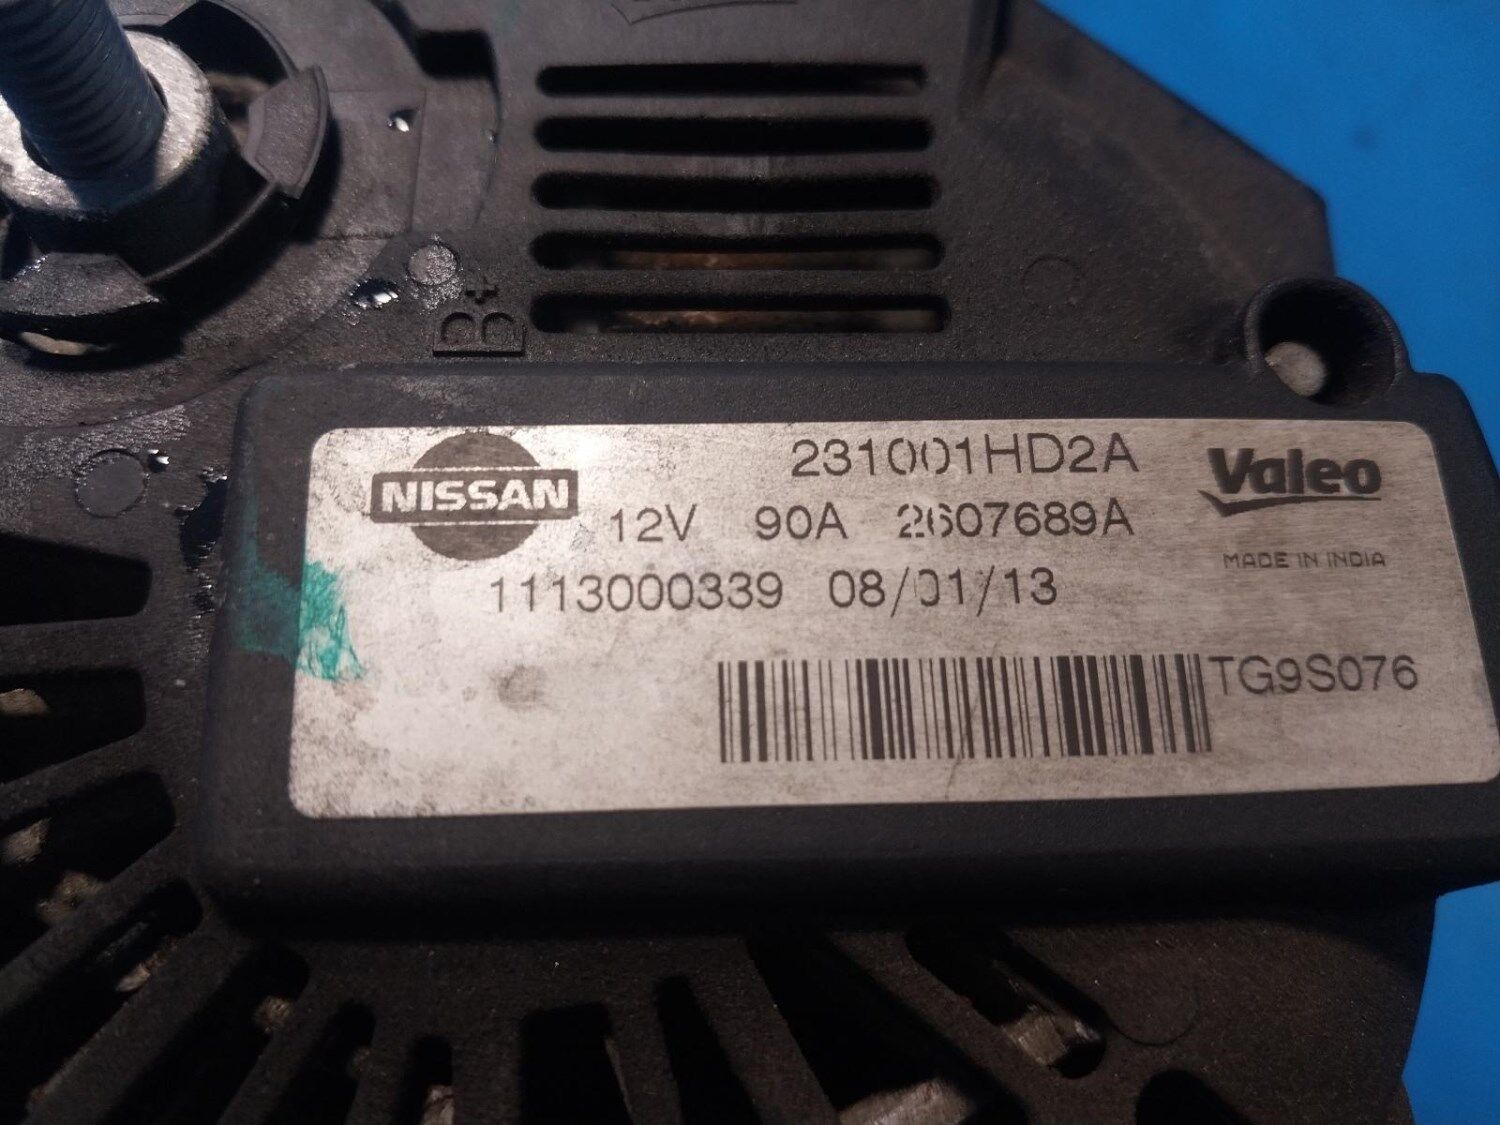 B+
231001HD2A
NISSAN
Valeo
12V 90A 2607689A
MADE IN INDIA
1113000339 08/01/13
TG9S076